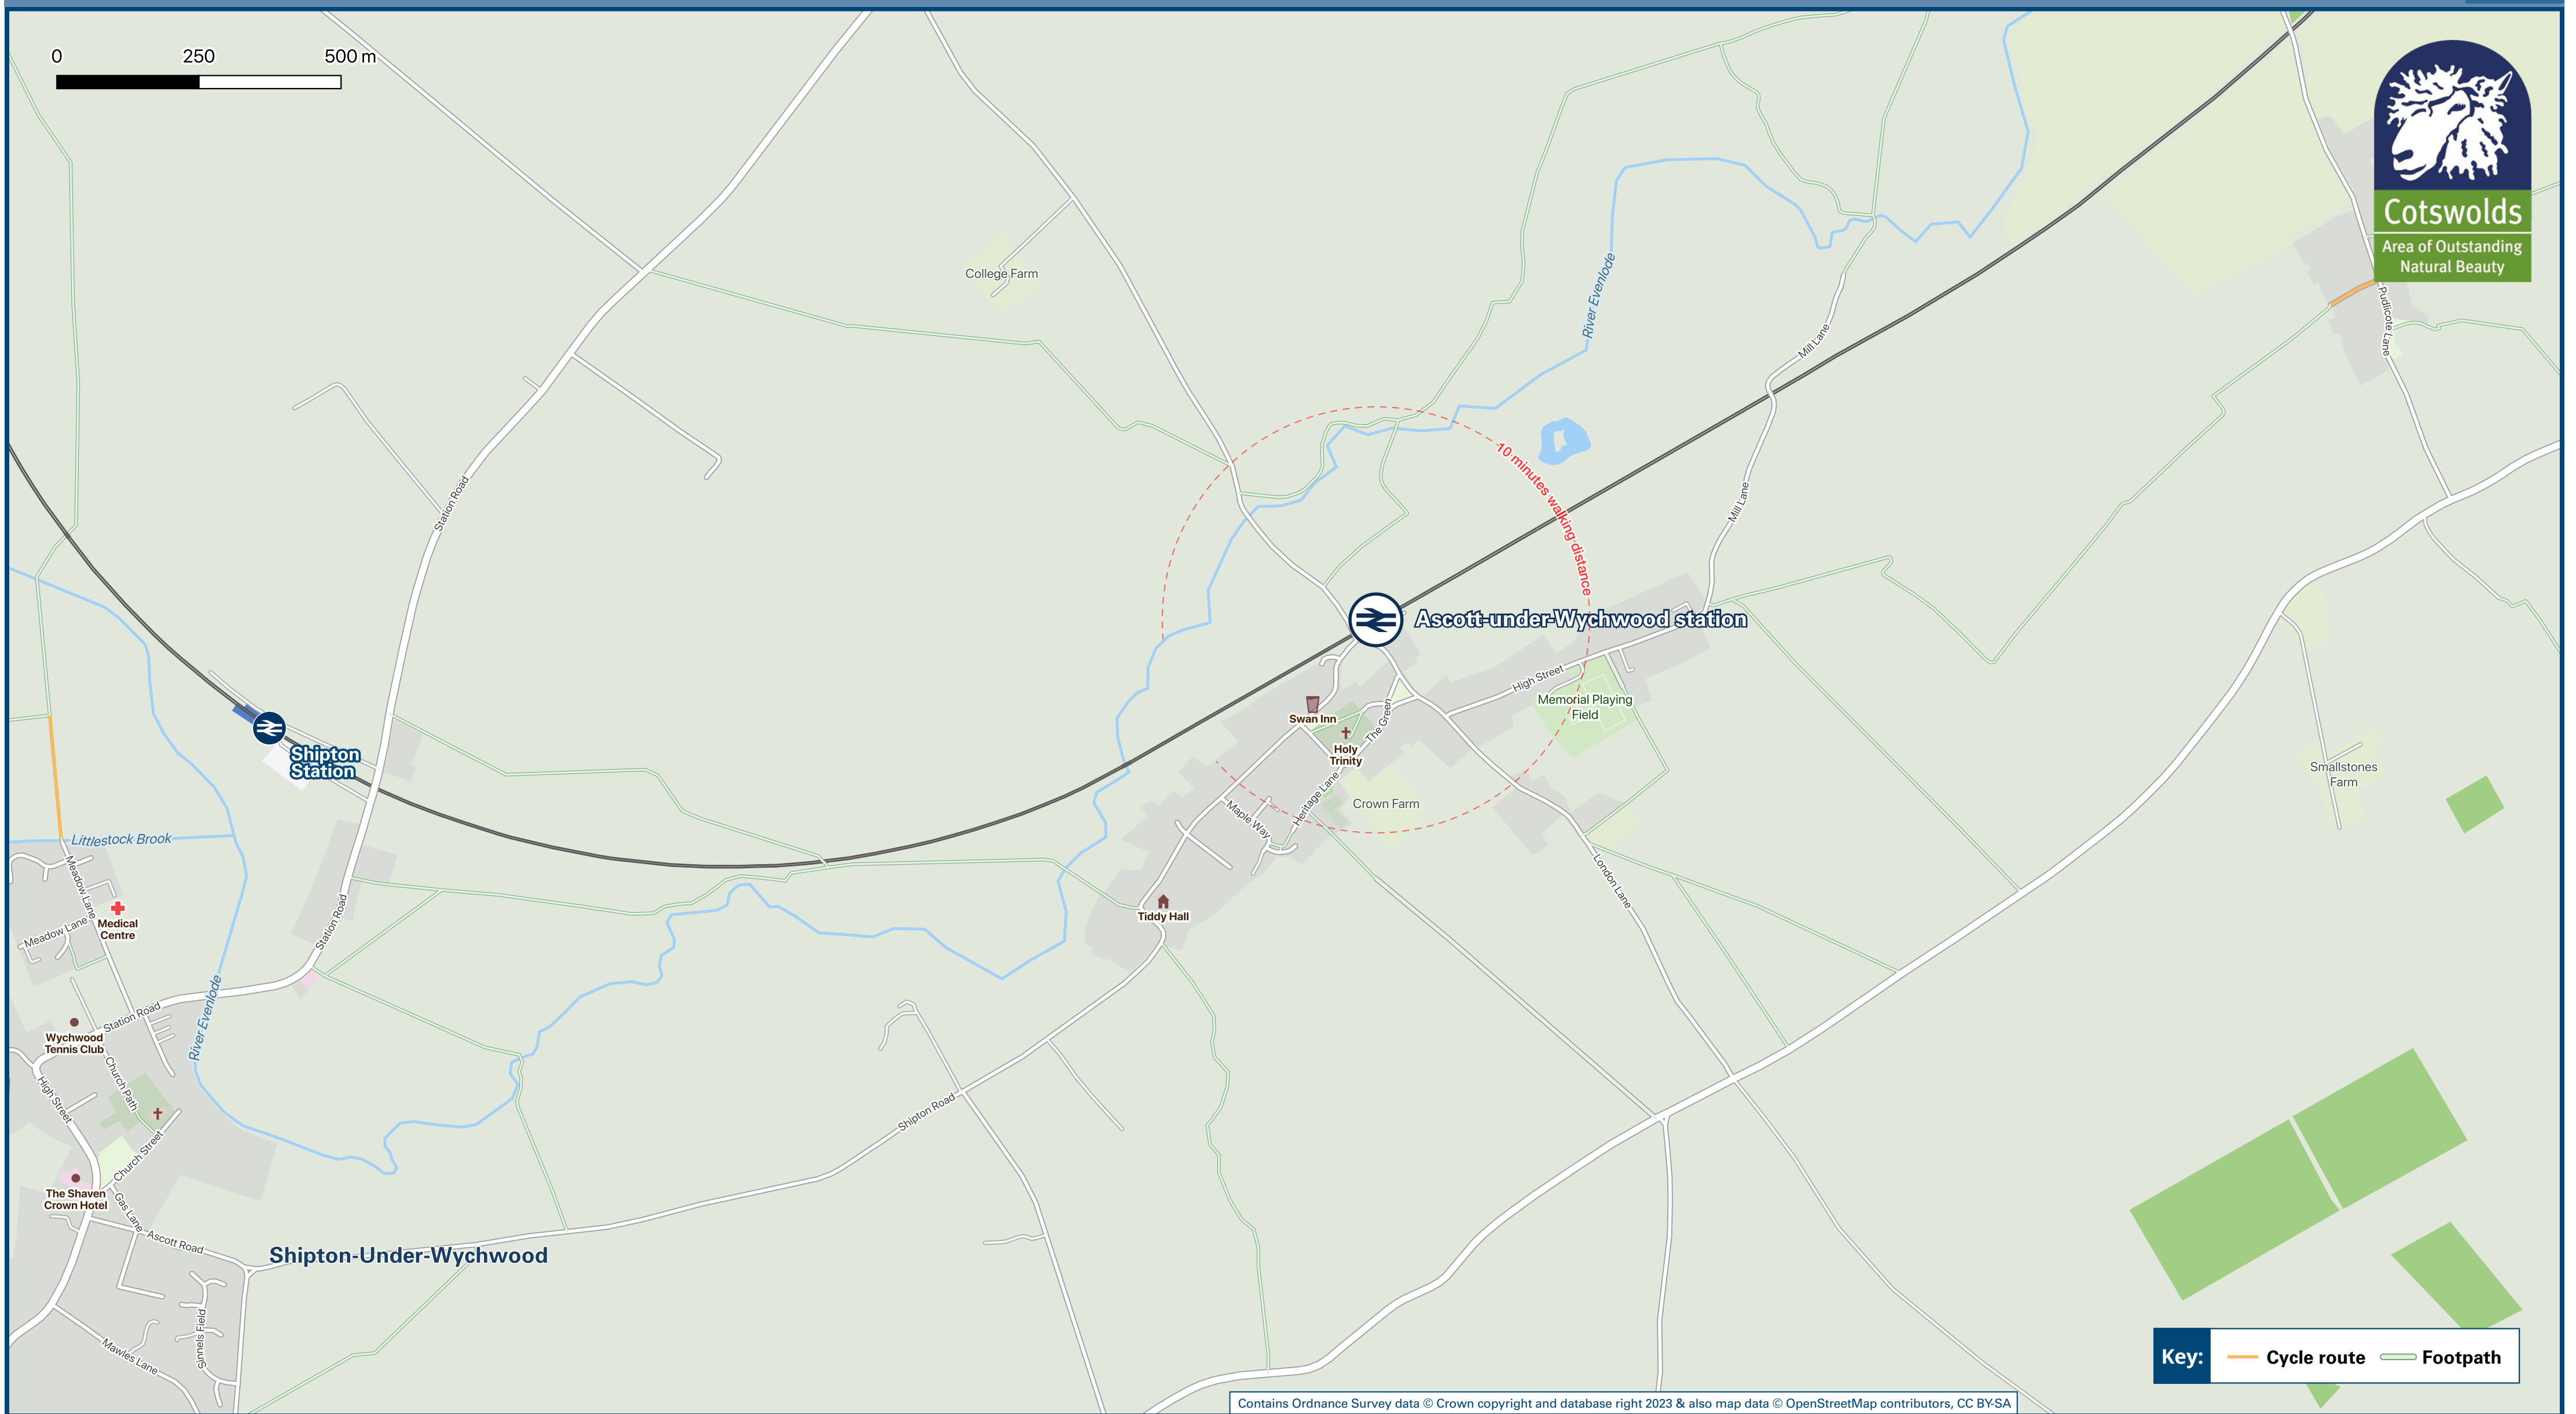 0 250 500 m
Cotswolds
Area of Outstanding
Natural Beauty
College Farm
River Evenlode
Mill Lane
Pudlicote Lane
10 minutes walking distance
Station Road
Mill Lane
Ascott-under-Wychwood station
High Street
Memorial Playing
Field
Swan Inn
The Green
Holy
Trinity
Shipton
Station
Smallstones
Farm
Heritage Lane
Crown Farm
Maple Way
Littlestock Brook
Meadow Lane
London Lane
Medical
Centre
Meadow Lane
Station Road
Tiddy Hall
River Evenlode
Station Road
Wychwood
Tennis Club
Church Path
High Street
Shipton Road
Church Street
The Shaven
Crown Hotel
Gas Lane
Ascott Road
Shipton-Under-Wychwood
Sinnels Field
Mawles Lane
Key: Cycle route Footpath
Contains Ordnance Survey data © Crown copyright and database right 2023 & also map data © OpenStreetMap contributors, CC BY-SA